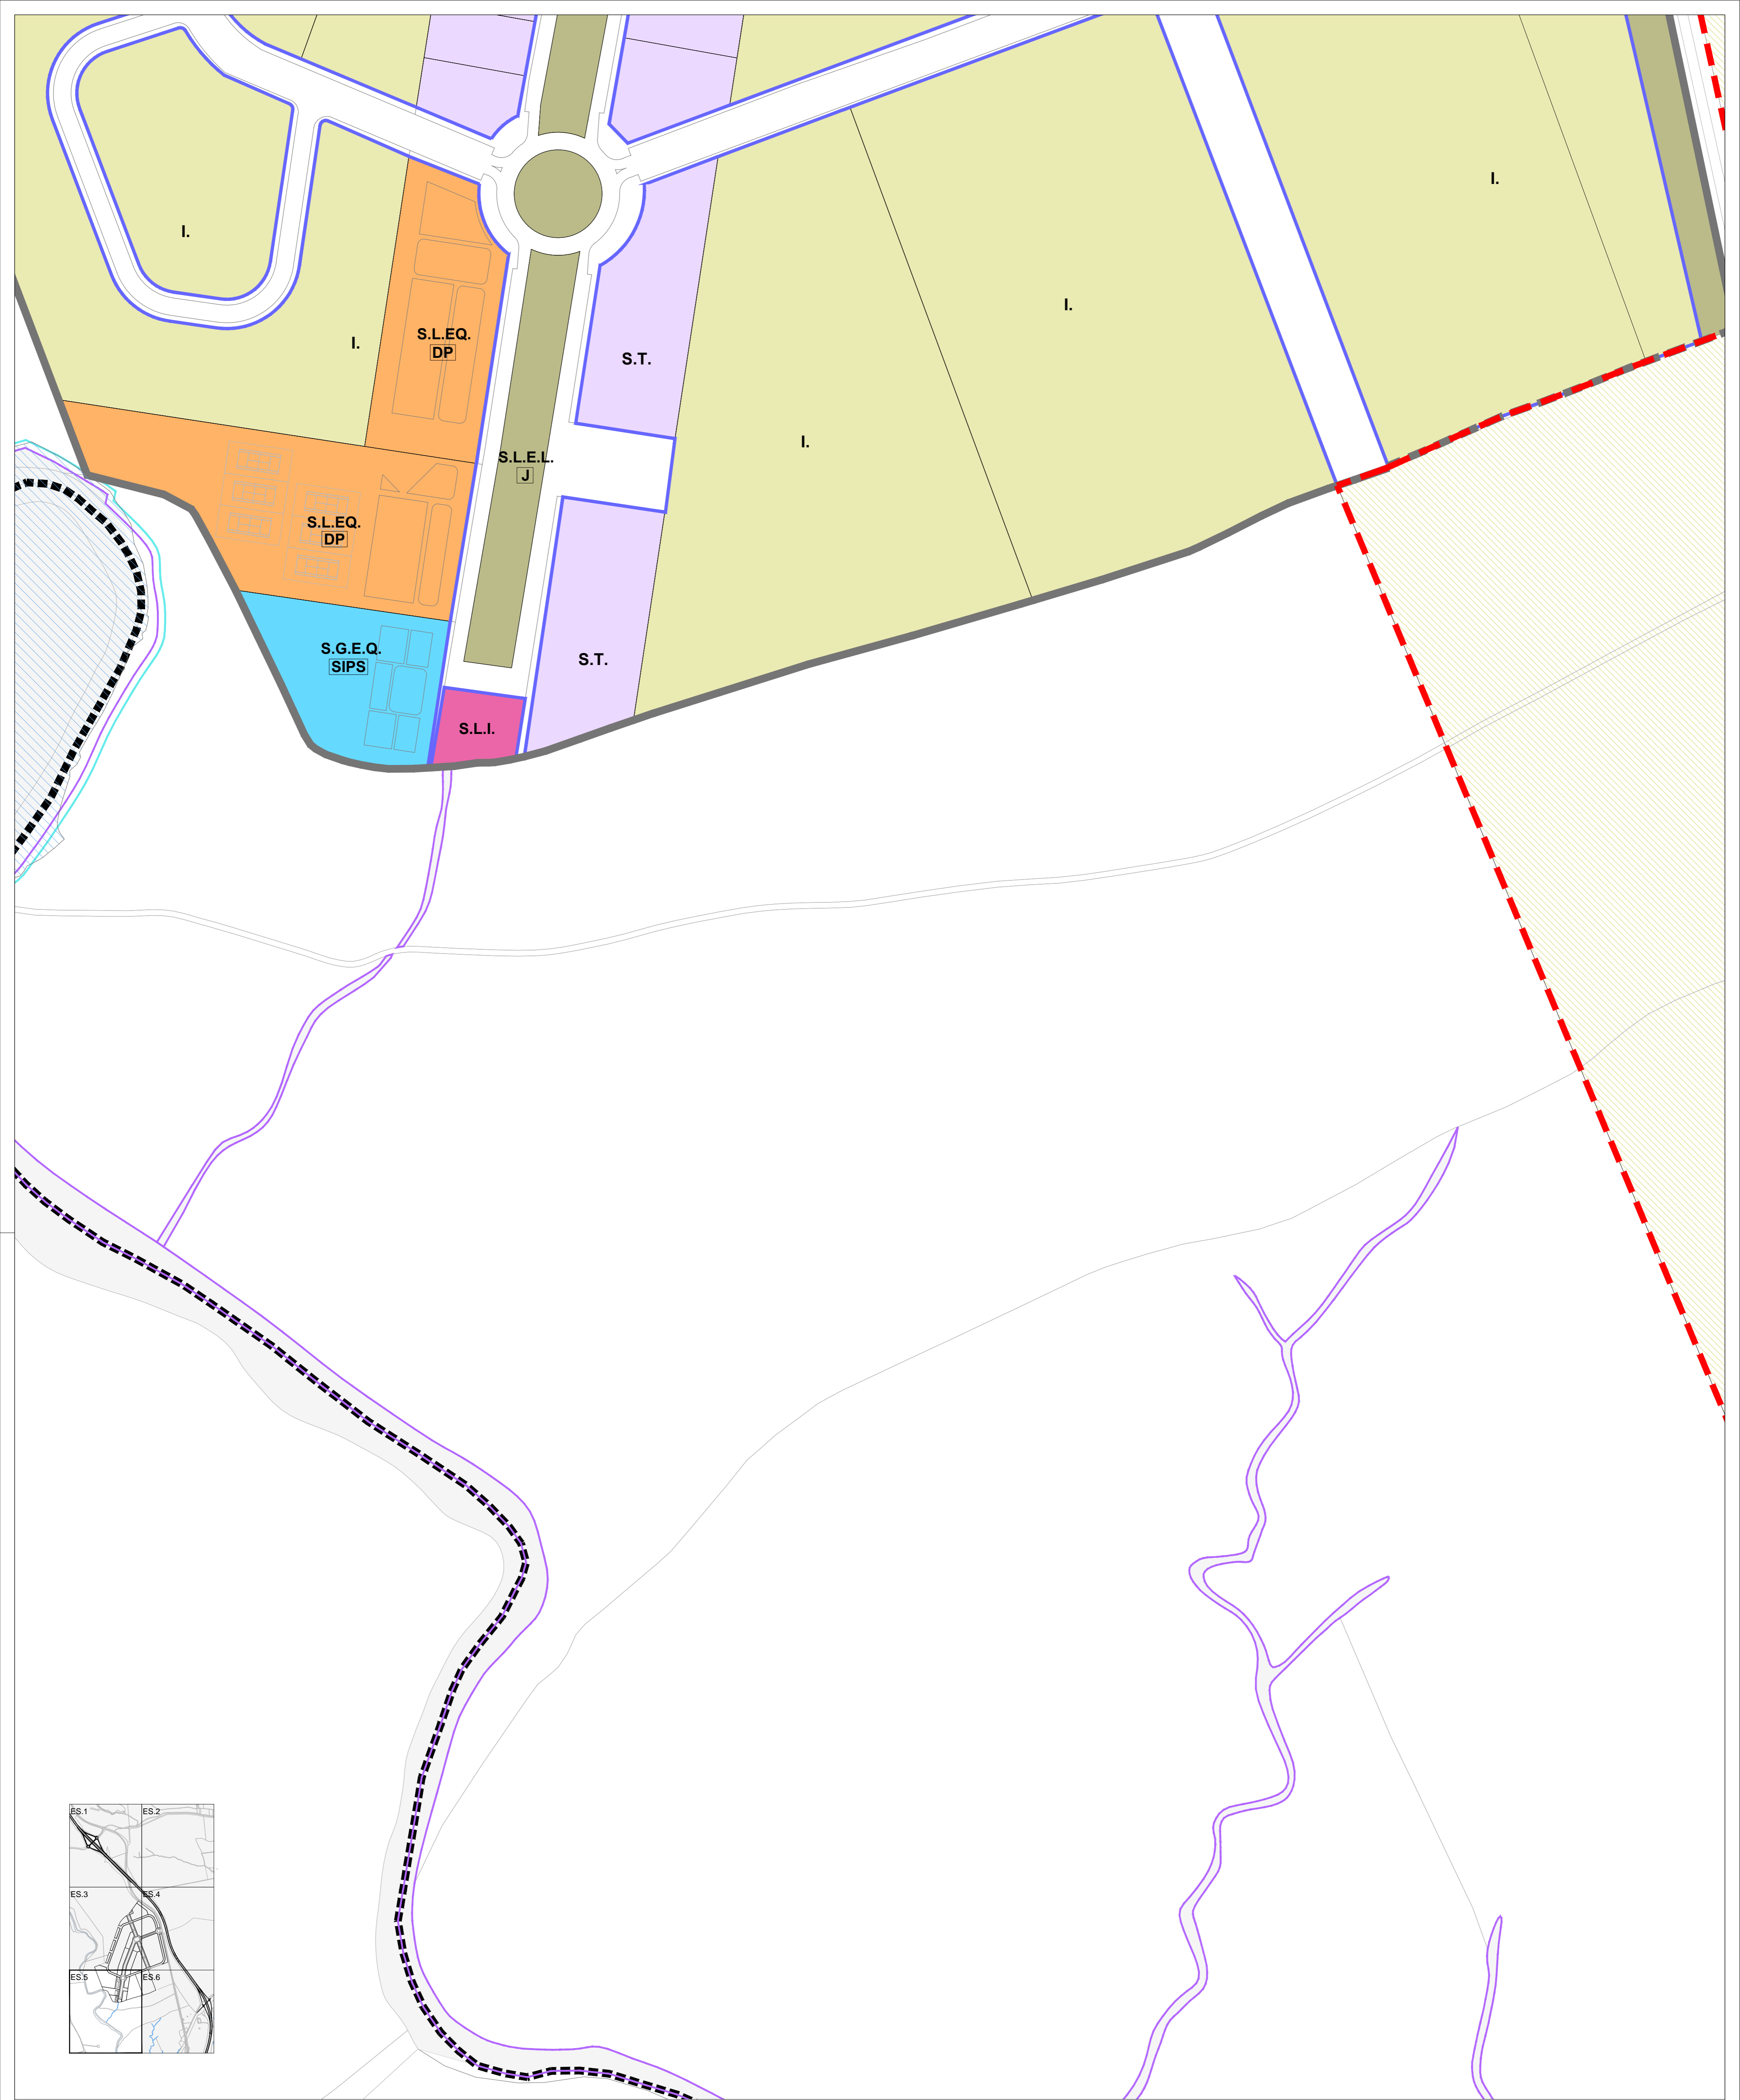 I.
I.
I.
S.L.EQ.
DP
I.
S.T.
I.
S.L.E.L.
J
S.L.EQ.
DP
S.G.E.Q.
SIPS
S.T.
S.L.I.
ES.1
ES.2
ES.3
ES.4
ES.5
ES.6